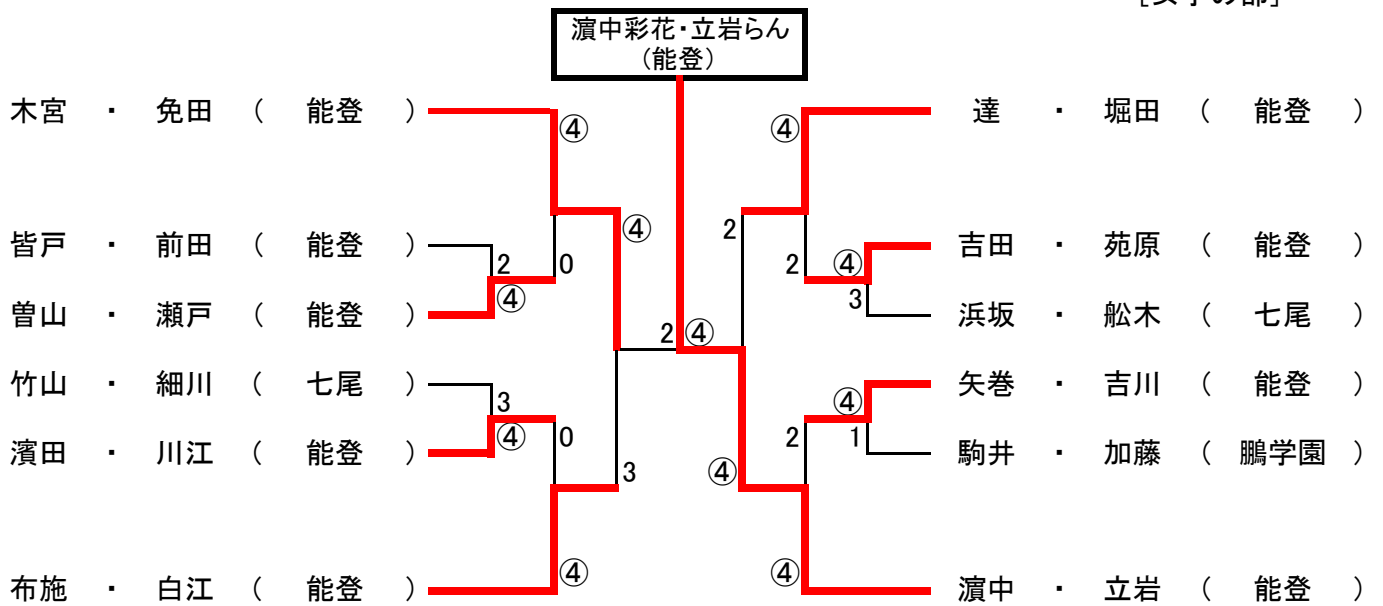 [女子の部]
濵中彩花・立岩らん
(能登)
木宮 ・ 免田 ( 能登 )
④
④
達 ・ 堀田 ( 能登 )
④
2
皆戸 ・ 前田 ( 能登 )
2
0
2
④
吉田 ・ 苑原 ( 能登 )
曽山 ・ 瀬戸 ( 能登 )
④
3
浜坂 ・ 舩木 ( 七尾 )
2
④
竹山 ・ 細川 ( 七尾 )
3
④
矢巻 ・ 吉川 ( 能登 )
濱田 ・ 川江 ( 能登 )
④
0
2
1
駒井 ・ 加藤 ( 鵬学園 )
3
④
布施 ・ 白江 ( 能登 )
④
④
濵中 ・ 立岩 ( 能登 )